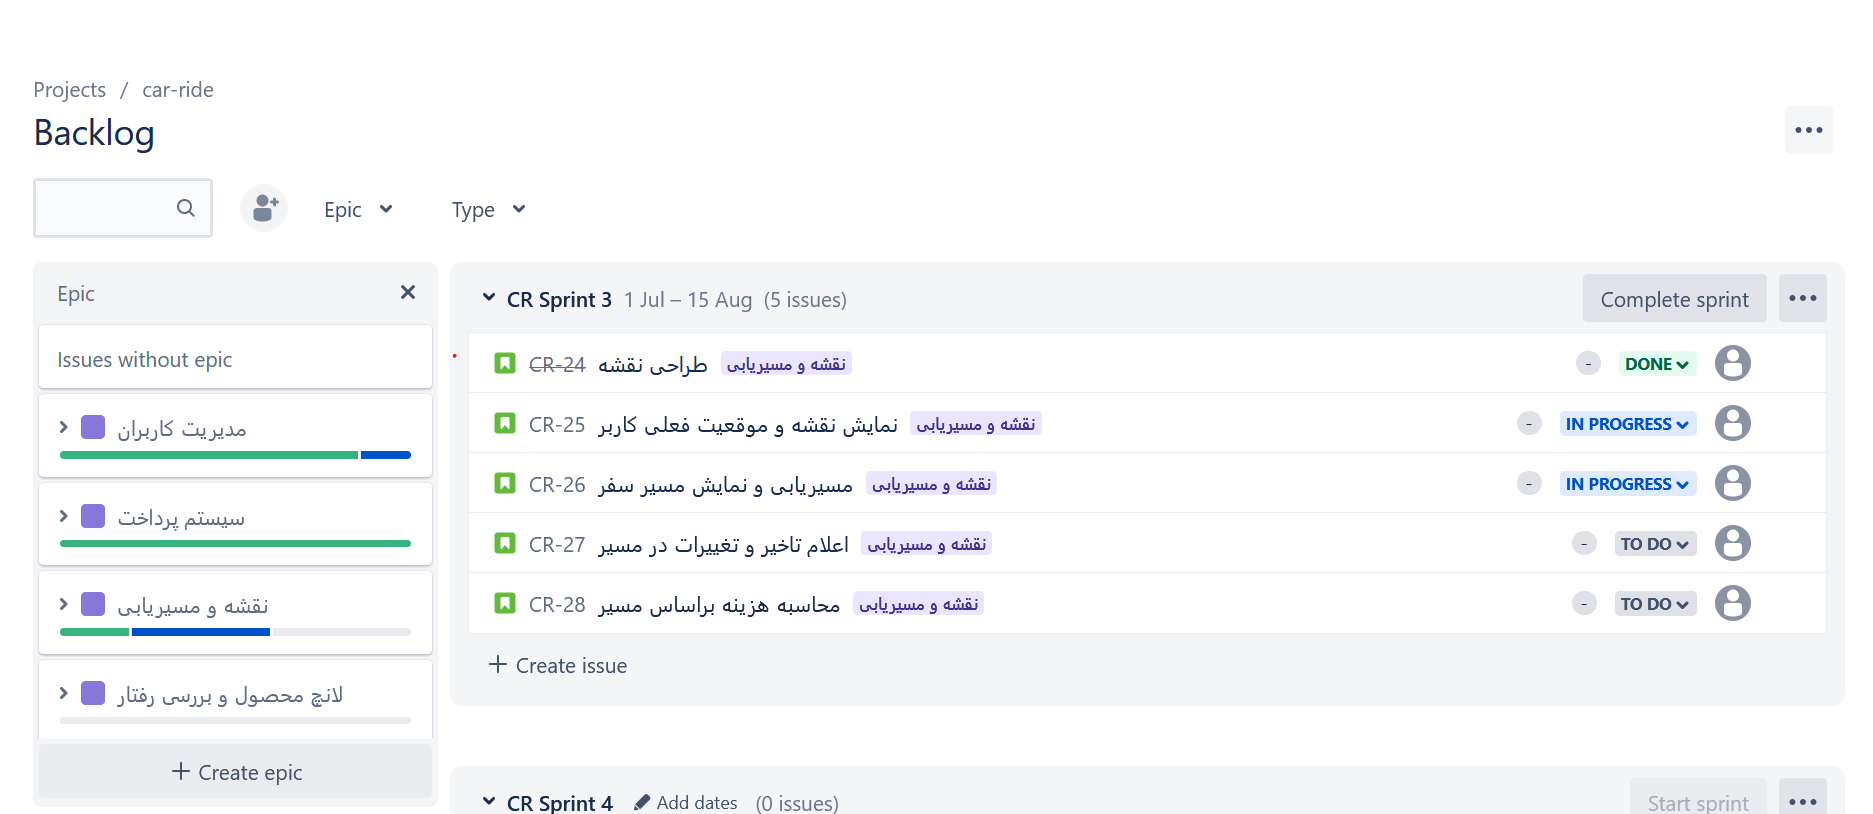 Projects / car-ride
Backlog
Epic Type
Epic
Issues without epic
مدیریت کاربران
سیستم پرداخت
نقشه و مسیریابی
لانچ محصول و بررسی رفتار
+ Create epic
CR Sprint 3 1 Jul – 15 Aug (5 issues) Complete sprint
CR-24 طراحی نقشه نقشه و مسیریابی - DONE
CR-25 نمایش نقشه و موقعیت فعلی کاربر نقشه و مسیریابی - IN PROGRESS
CR-26 مسیریابی و نمایش مسیر سفر نقشه و مسیریابی - IN PROGRESS
CR-27 اعلام تاخیر و تغییرات در مسیر نقشه و مسیریابی - TO DO
CR-28 محاسبه هزینه براساس مسیر نقشه و مسیریابی - TO DO
+ Create issue
CR Sprint 4 Add dates (0 issues) Start sprint